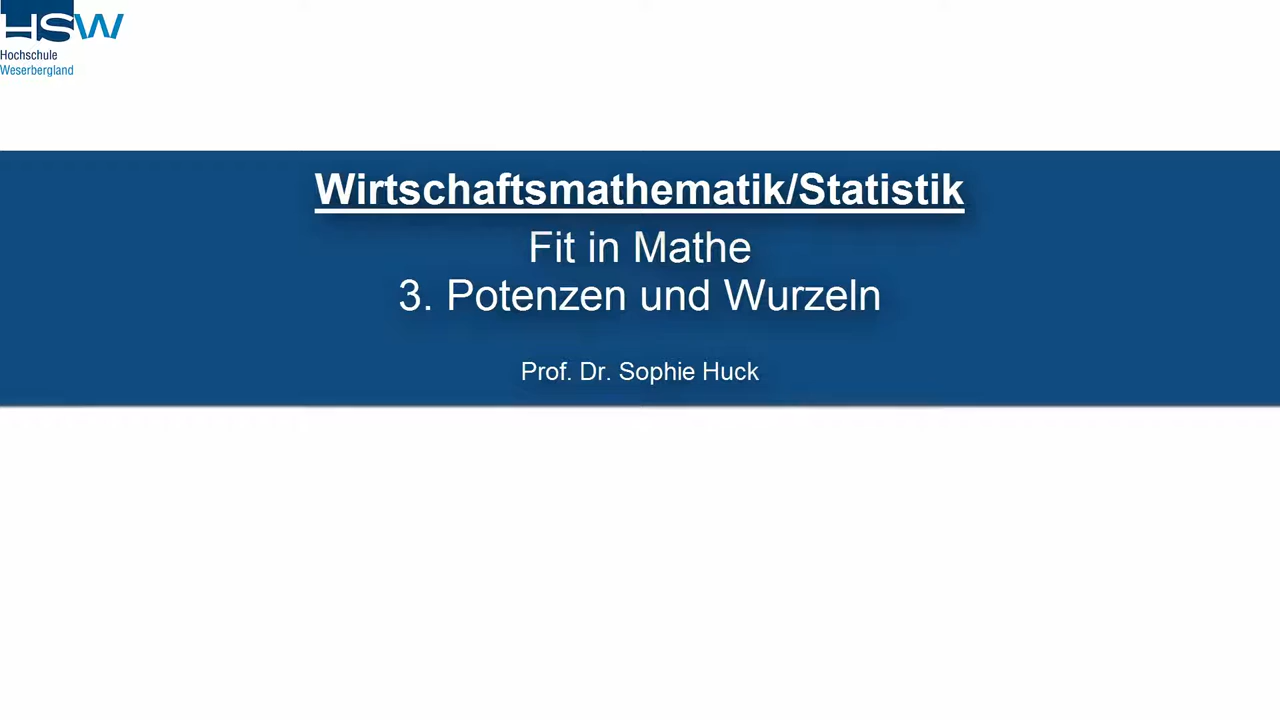 HSW
Hochschule
Weserbergland
Wirtschaftsmathematik/Statistik
Fit in Mathe
3. Potenzen und Wurzeln
Prof. Dr. Sophie Huck